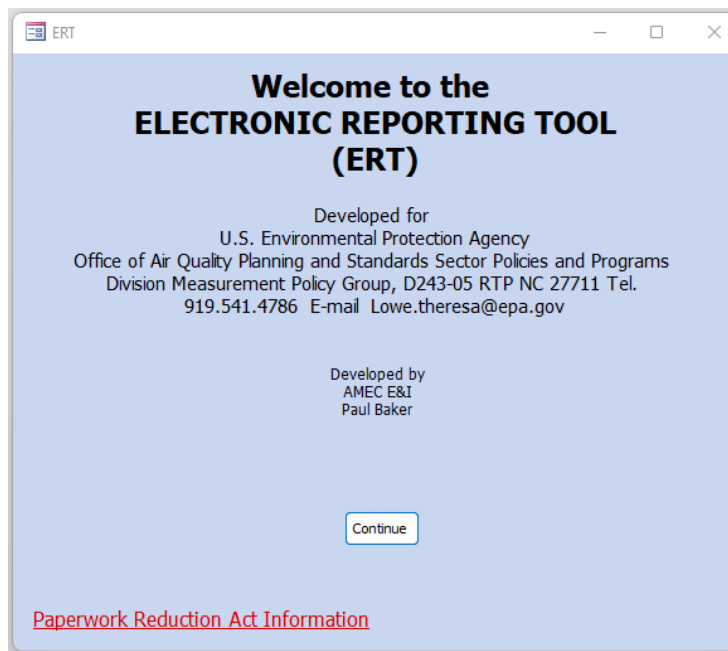 ERT
Welcome to the
ELECTRONIC REPORTING TOOL
(ERT)
Developed for
U.S. Environmental Protection Agency
Office of Air Quality Planning and Standards Sector Policies and Programs
Division Measurement Policy Group, D243-05 RTP NC 27711 Tel.
919.541.4786 E-mail Lowe.theresa@epa.gov
Developed by
AMEC E&I
Paul Baker
Continue
Paperwork Reduction Act Information